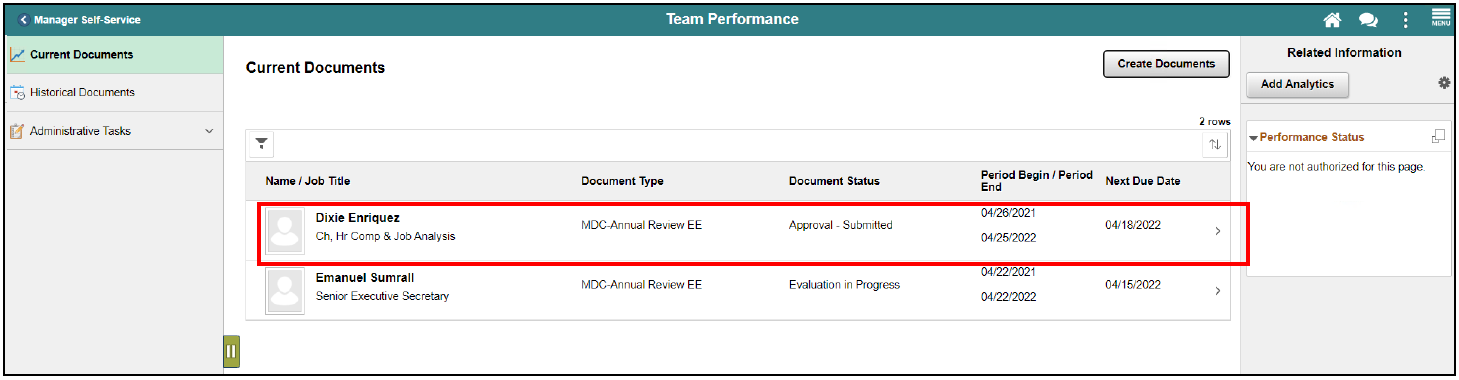 Manager Self-Service
Team Performance
MENU
Current Documents
Historical Documents
Administrative Tasks
Current Documents
Create Documents
2 rows
Name / Job Title
Document Type
Document Status
Period Begin / Period
End
Next Due Date
Dixie Enriquez
Ch, Hr Comp & Job Analysis
MDC-Annual Review EE
Approval - Submitted
04/26/2021
04/25/2022
04/18/2022
Emanuel Sumrall
Senior Executive Secretary
MDC-Annual Review EE
Evaluation in Progress
04/22/2021
04/22/2022
04/15/2022
Related Information
Add Analytics
Performance Status
You are not authorized for this page.